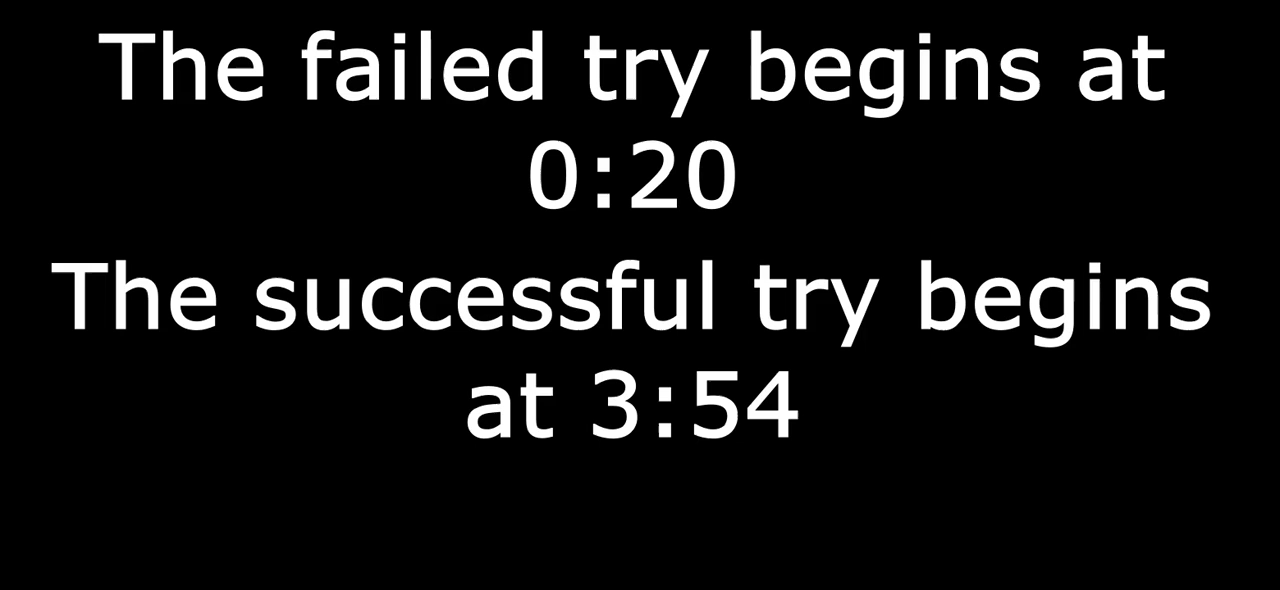 The failed try begins at
0:20
The successful try begins
at 3:54